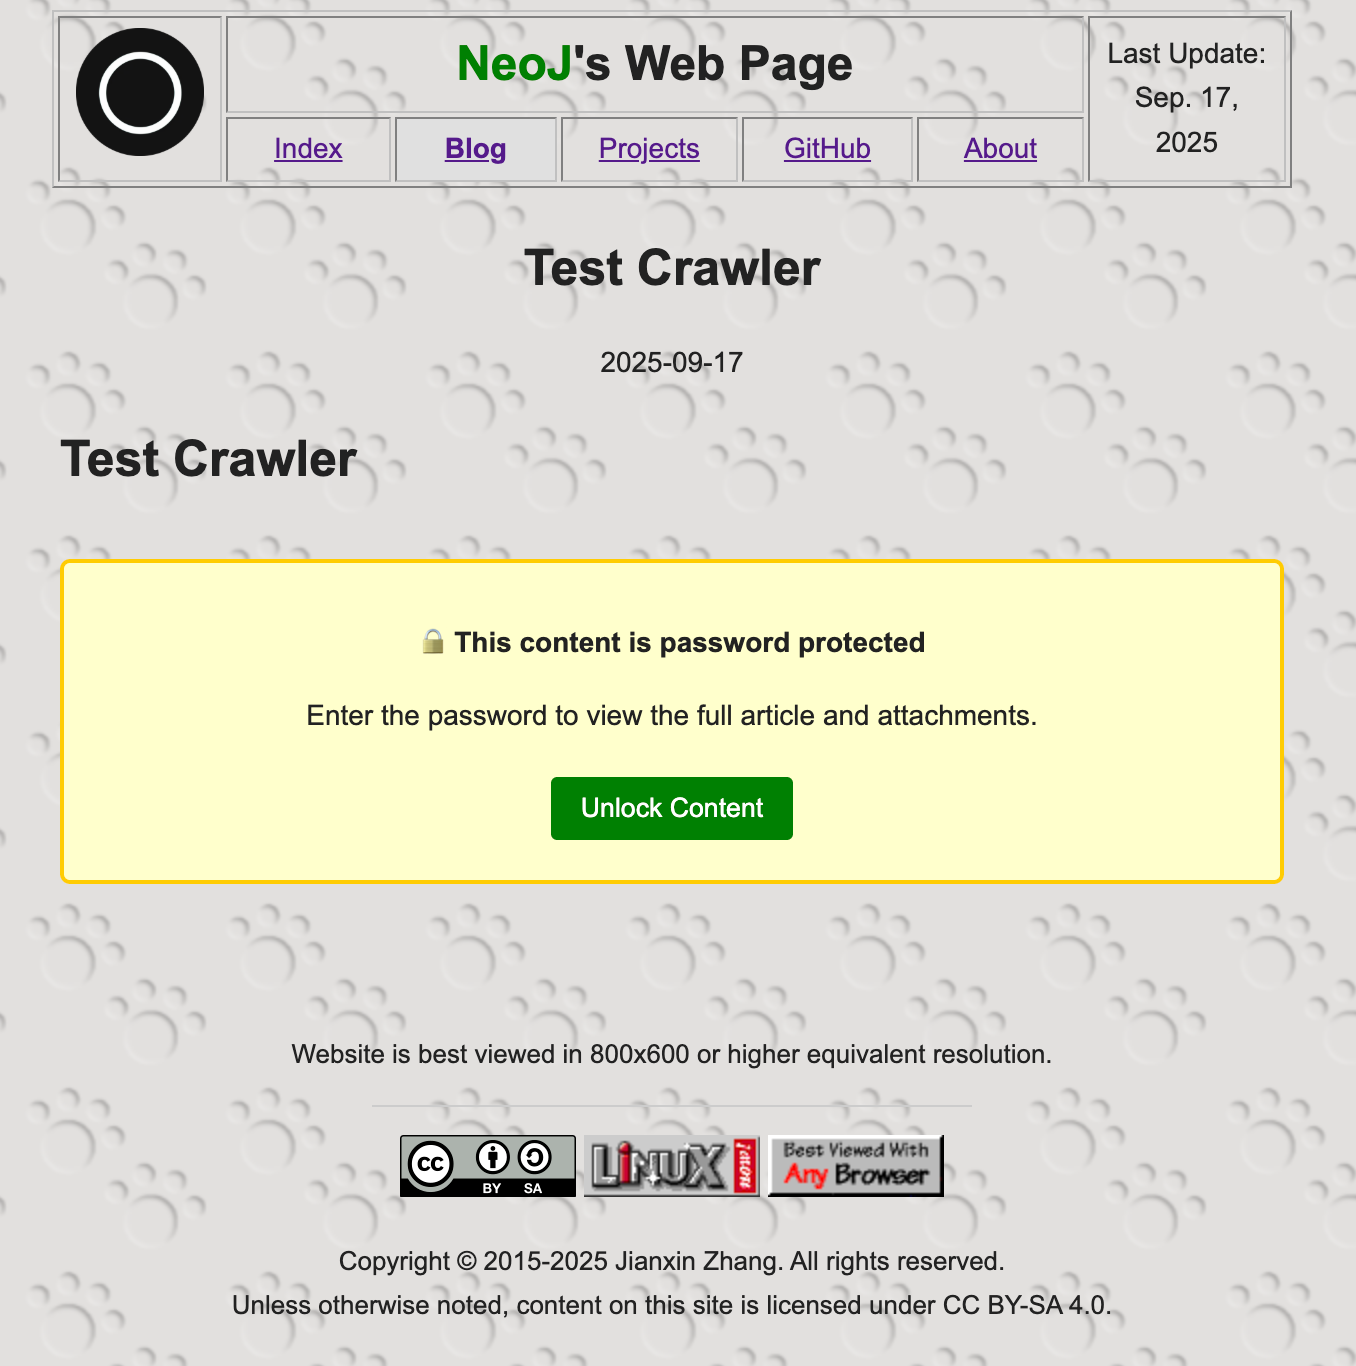 NeoJ's Web Page
Last Update:
Sep. 17,
2025
Index
Blog
Projects
GitHub
About
Test Crawler
2025-09-17
Test Crawler
🔒 This content is password protected
Enter the password to view the full article and attachments.
Unlock Content
Website is best viewed in 800x600 or higher equivalent resolution.
cc BY SA
LinuX now!
Best Viewed With
Any Browser
Copyright © 2015-2025 Jianxin Zhang. All rights reserved.
Unless otherwise noted, content on this site is licensed under CC BY-SA 4.0.